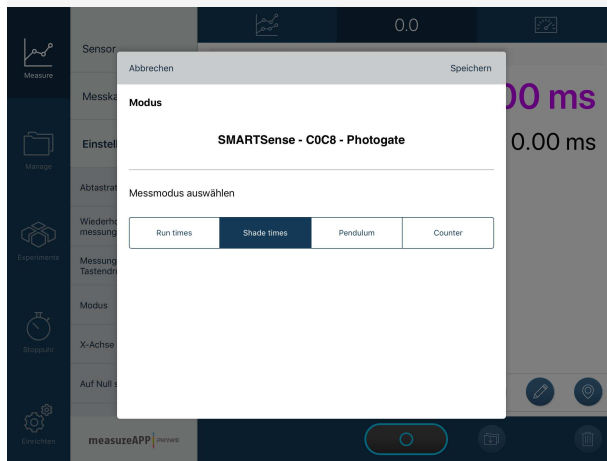 0.0
Measure
Sensor
Abbrechen
Speichern
Messka
Modus
00 ms
Einstell
SMARTSense - C0C8 - Photogate
0.00 ms
Manage
Abtastrat
Messmodus auswählen
Wiederho
messung
Run times
Shade times
Pendulum
Counter
Experimente
Messung
Tastendr
Modus
Stoppuhr
X-Achse
Auf Null s
Einrichten
measureAPP
PHYWE